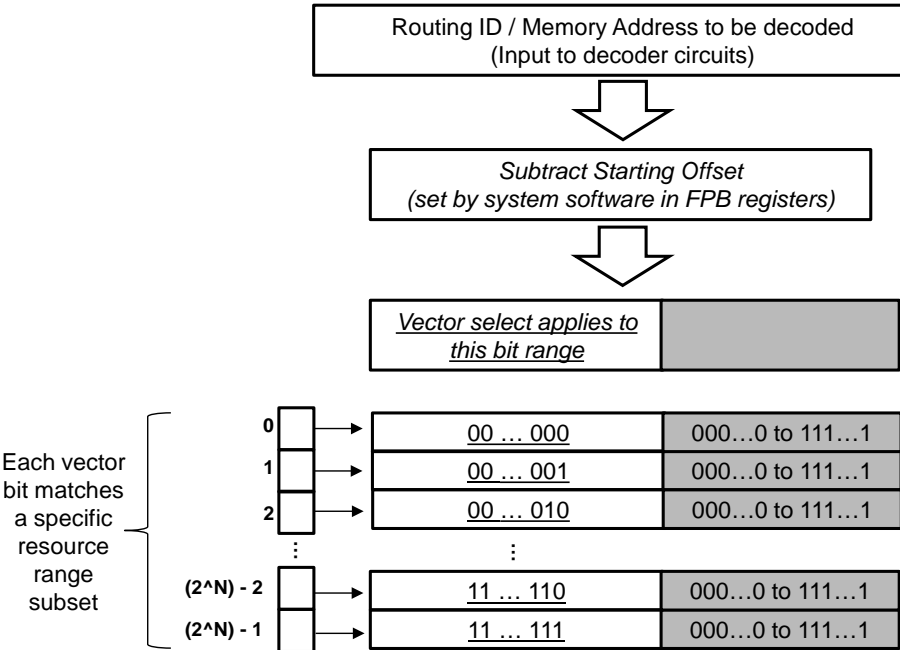 Routing ID / Memory Address to be decoded
(Input to decoder circuits)
Subtract Starting Offset
(set by system software in FPB registers)
Vector select applies to
this bit range
Each vector
bit matches
a specific
resource
range
subset
0 00 … 000 000…0 to 111…1
1 00 … 001 000…0 to 111…1
2 00 … 010 000…0 to 111…1
… …
(2^N) - 2 11 … 110 000…0 to 111…1
(2^N) - 1 11 … 111 000…0 to 111…1